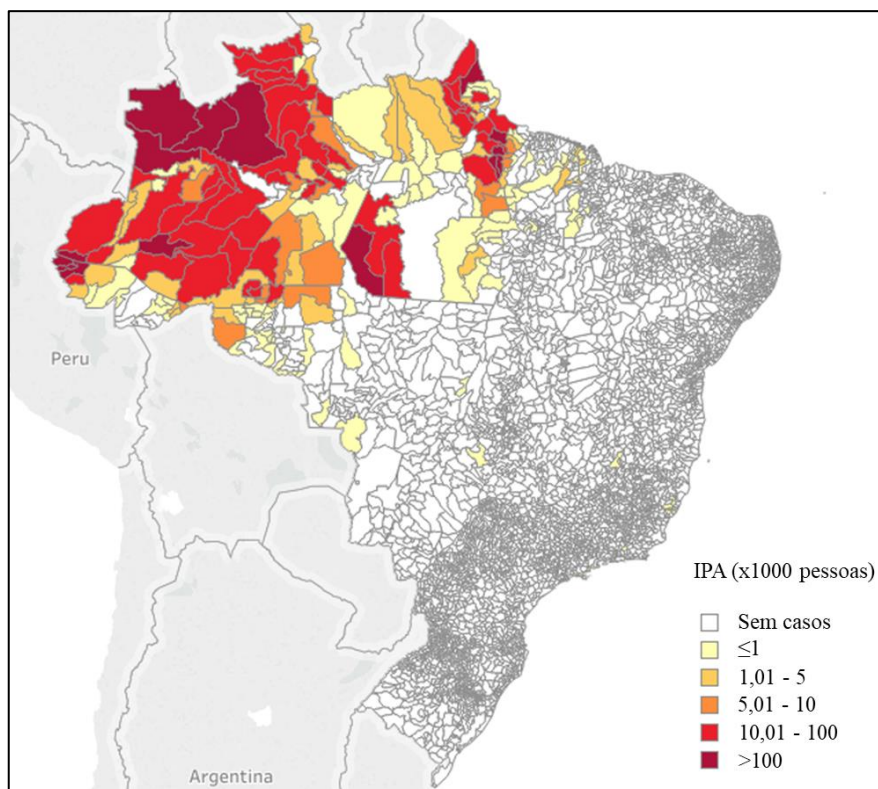 Peru
Argentina
IPA (x1000 pessoas)
Sem casos
≤1
1,01 - 5
5,01 - 10
10,01 - 100
>100